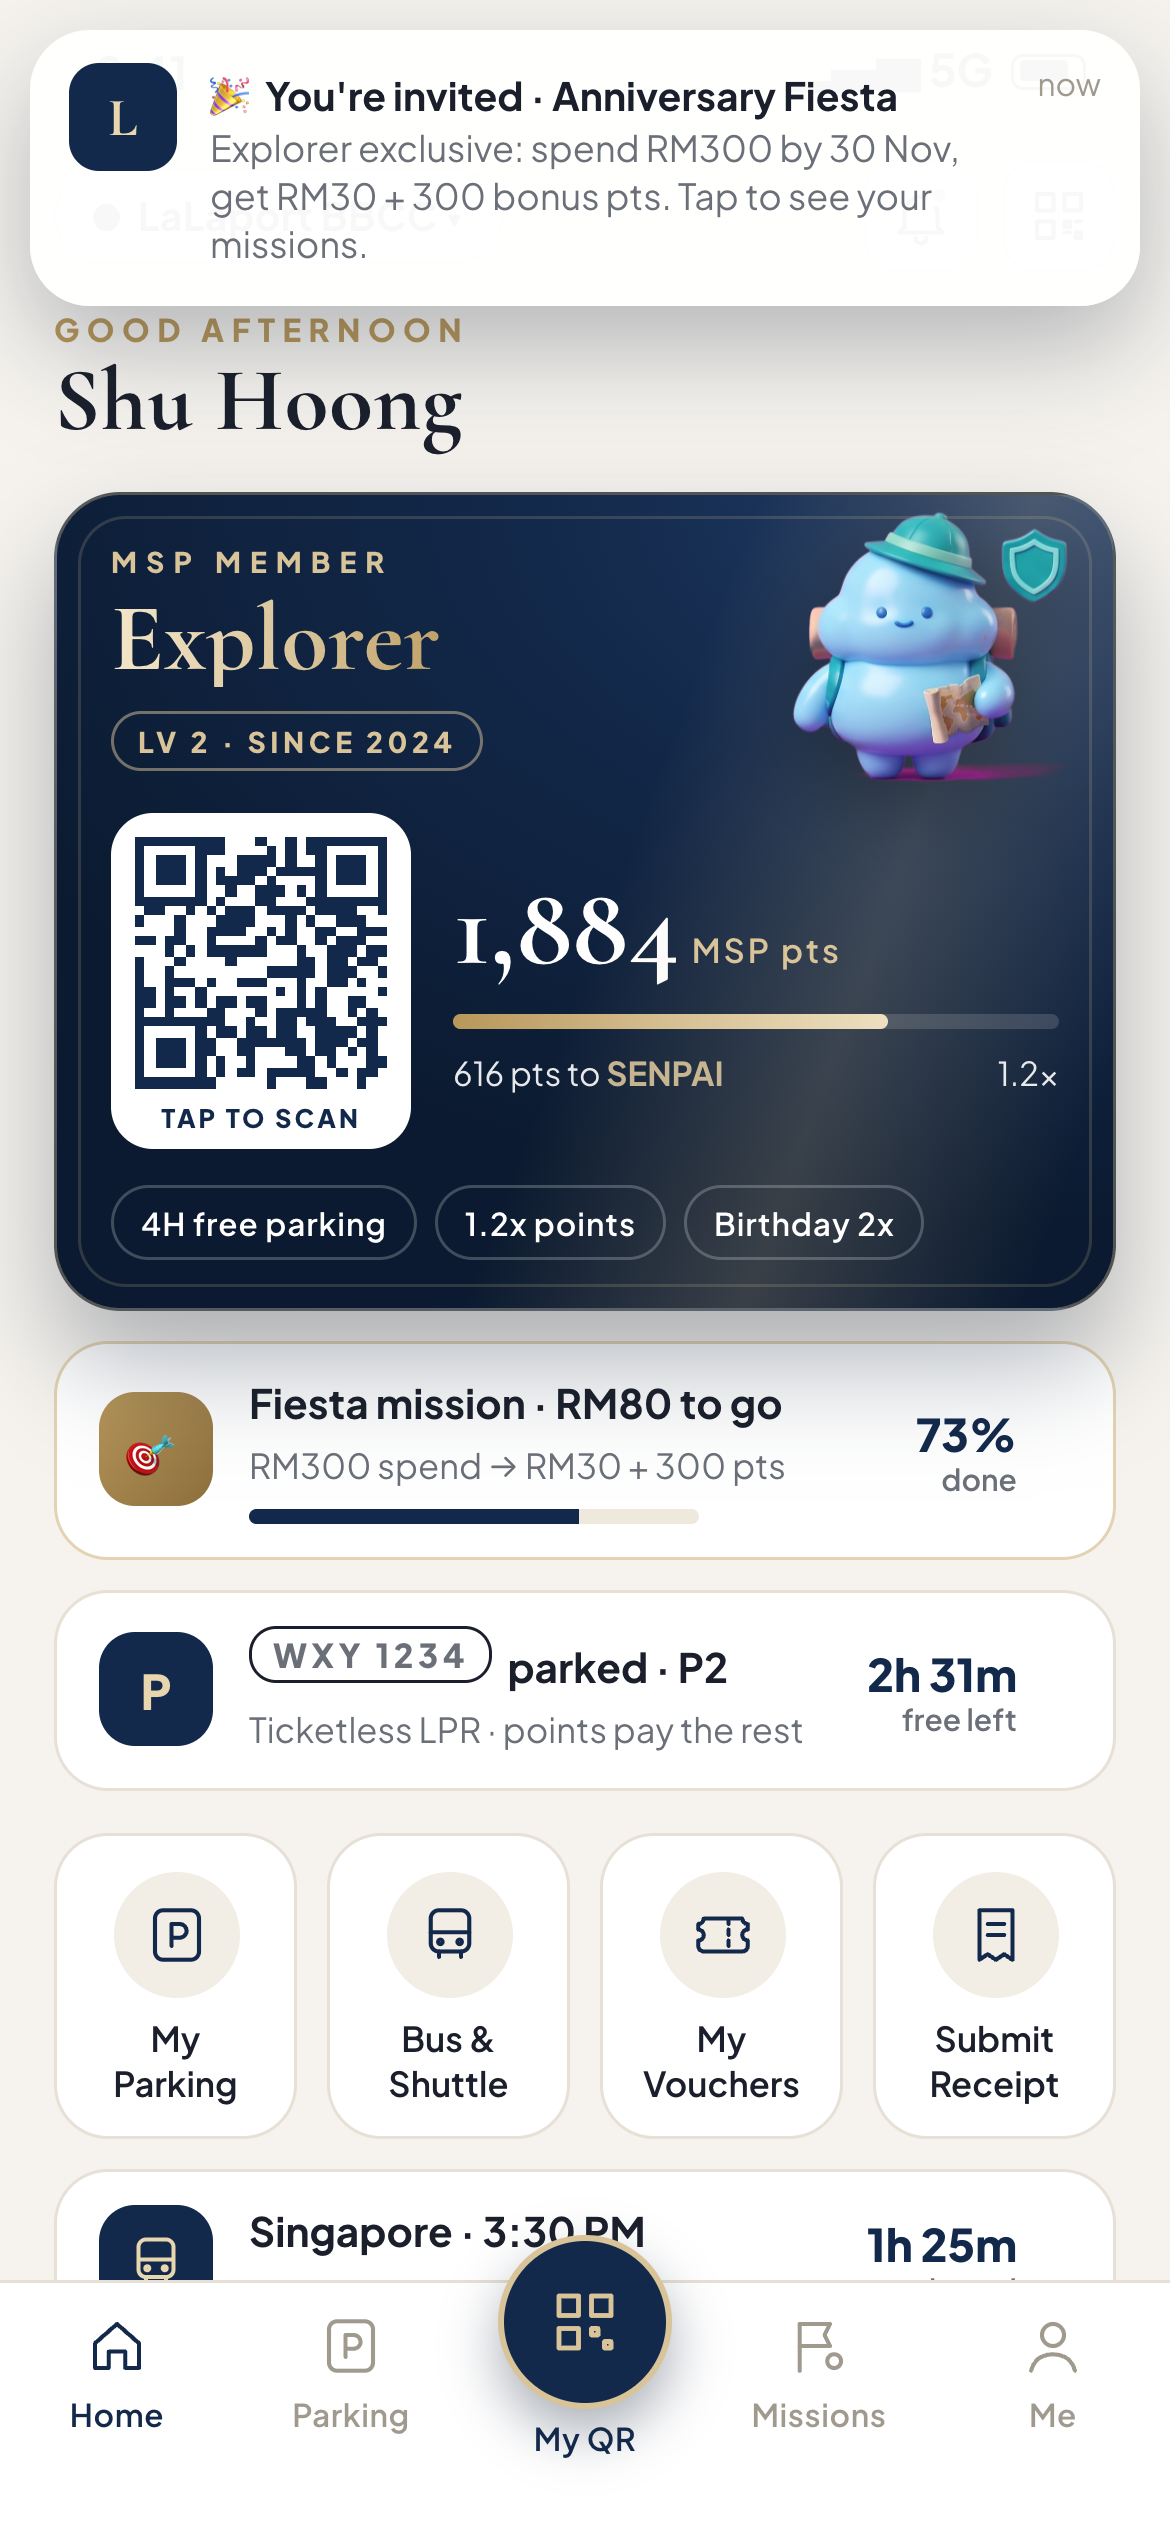 L
🎉 You're invited · Anniversary Fiesta
now
Explorer exclusive: spend RM300 by 30 Nov,
get RM30 + 300 bonus pts. Tap to see your
missions.
5G
LaLaport BBCC
GOOD AFTERNOON
Shu Hoong
MSP MEMBER
Explorer
LV 2 · SINCE 2024
1,884 MSP pts
616 pts to SENPAI
1.2×
TAP TO SCAN
4H free parking
1.2x points
Birthday 2x
Fiesta mission · RM80 to go
RM300 spend → RM30 + 300 pts
73%
done
P
WXY 1234 parked · P2
Ticketless LPR · points pay the rest
2h 31m
free left
My
Parking
Bus &
Shuttle
My
Vouchers
Submit
Receipt
Singapore · 3:30 PM
1h 25m
Home
Parking
My QR
Missions
Me